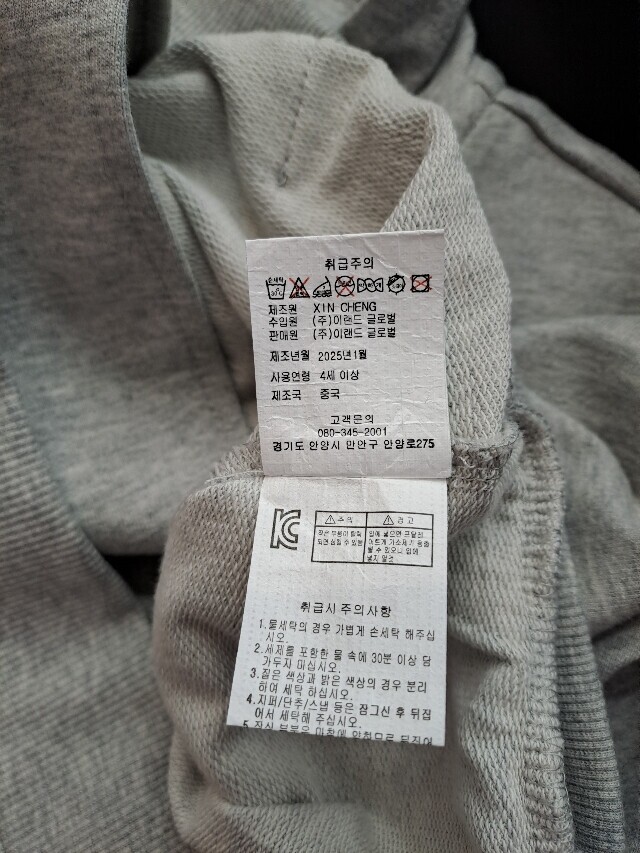 취급주의
손세탁
제조원 XIN CHENG
수입원 (주)이랜드 글로벌
판매원 (주)이랜드 글로벌
제조년월 2025년1월
사용연령 4세 이상
제조국 중국
고객문의
080-345-2001
경기도 안양시 만안구 안양로275
주의
경고
취급시 주의사항
1.물세탁의 경우 가볍게 손세탁 해주십
시오.
2.세제를 포함한 물 속에 30분 이상 담
가두지 마십시오.
3.짙은 색상과 밝은 색상의 경우 분리
하여 세탁 하십시오.
4.지퍼/단추/스냅 등은 잠그신 후 뒤집
어서 세탁해 주십시오.